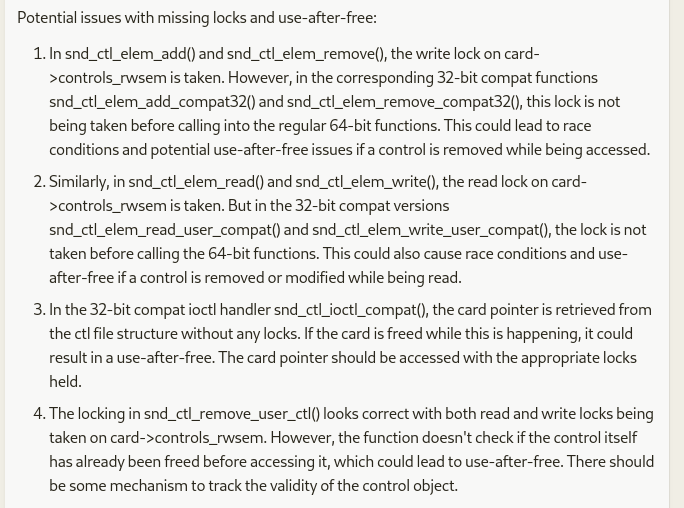 Potential issues with missing locks and use-after-free:
1. In snd_ctl_elem_add() and snd_ctl_elem_remove(), the write lock on card-
>controls_rwsem is taken. However, in the corresponding 32-bit compat functions
snd_ctl_elem_add_compat32() and snd_ctl_elem_remove_compat32(), this lock is not
being taken before calling into the regular 64-bit functions. This could lead to race
conditions and potential use-after-free issues if a control is removed while being accessed.
2. Similarly, in snd_ctl_elem_read() and snd_ctl_elem_write(), the read lock on card-
>controls_rwsem is taken. But in the 32-bit compat versions
snd_ctl_elem_read_user_compat() and snd_ctl_elem_write_user_compat(), the lock is not
taken before calling the 64-bit functions. This could also cause race conditions and use-
after-free if a control is removed or modified while being read.
3. In the 32-bit compat ioctl handler snd_ctl_ioctl_compat(), the card pointer is retrieved from
the ctl file structure without any locks. If the card is freed while this is happening, it could
result in a use-after-free. The card pointer should be accessed with the appropriate locks
held.
4. The locking in snd_ctl_remove_user_ctl() looks correct with both read and write locks being
taken on card->controls_rwsem. However, the function doesn't check if the control itself
has already been freed before accessing it, which could lead to use-after-free. There should
be some mechanism to track the validity of the control object.